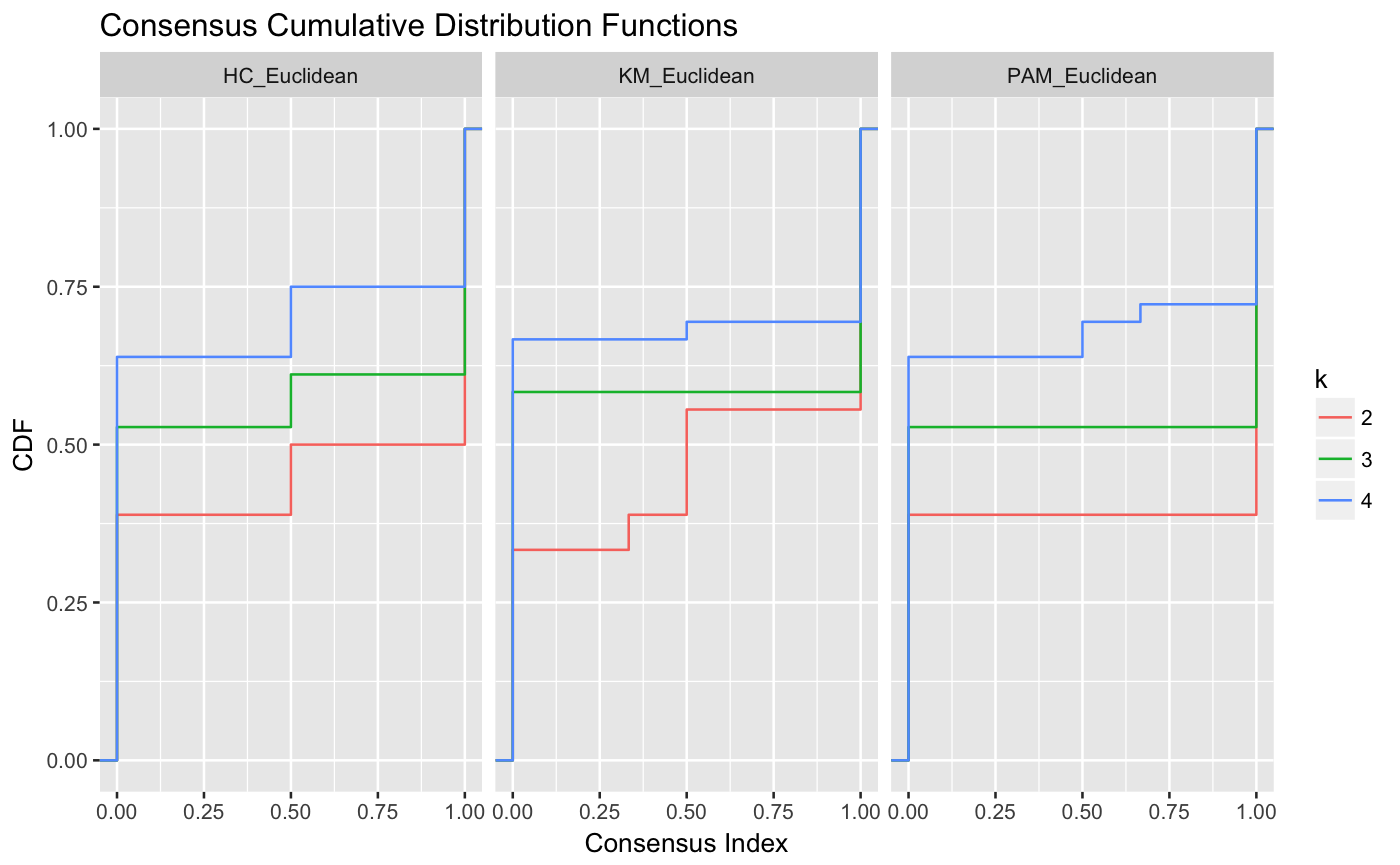 Consensus Cumulative Distribution Functions
HC_Euclidean KM_Euclidean PAM_Euclidean
1.00
0.75
0.50
0.25
0.00
CDF
0.00 0.25 0.50 0.75 1.00 0.00 0.25 0.50 0.75 1.00 0.00 0.25 0.50 0.75 1.00
Consensus Index
k
2
3
4